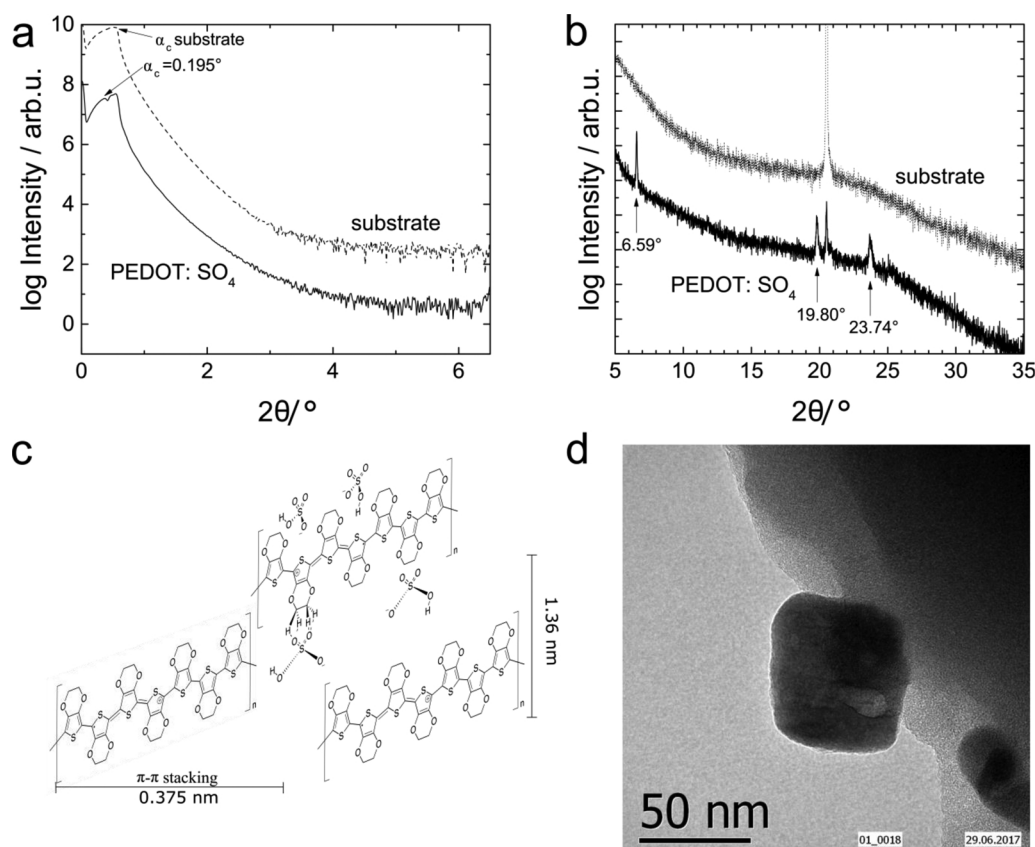 a
log Intensity / arb.u.
10
8
6
4
2
0
α_c substrate
α_c =0.195°
substrate
PEDOT: SO₄
0
2
4
6
2θ/°
b
log Intensity / arb.u.
substrate
6.59°
PEDOT: SO₄
19.80°
23.74°
5
10
15
20
25
30
35
2θ/°
c
n
n
n
1.36 nm
π-π stacking
0.375 nm
d
50 nm
01_0018
29.06.2017